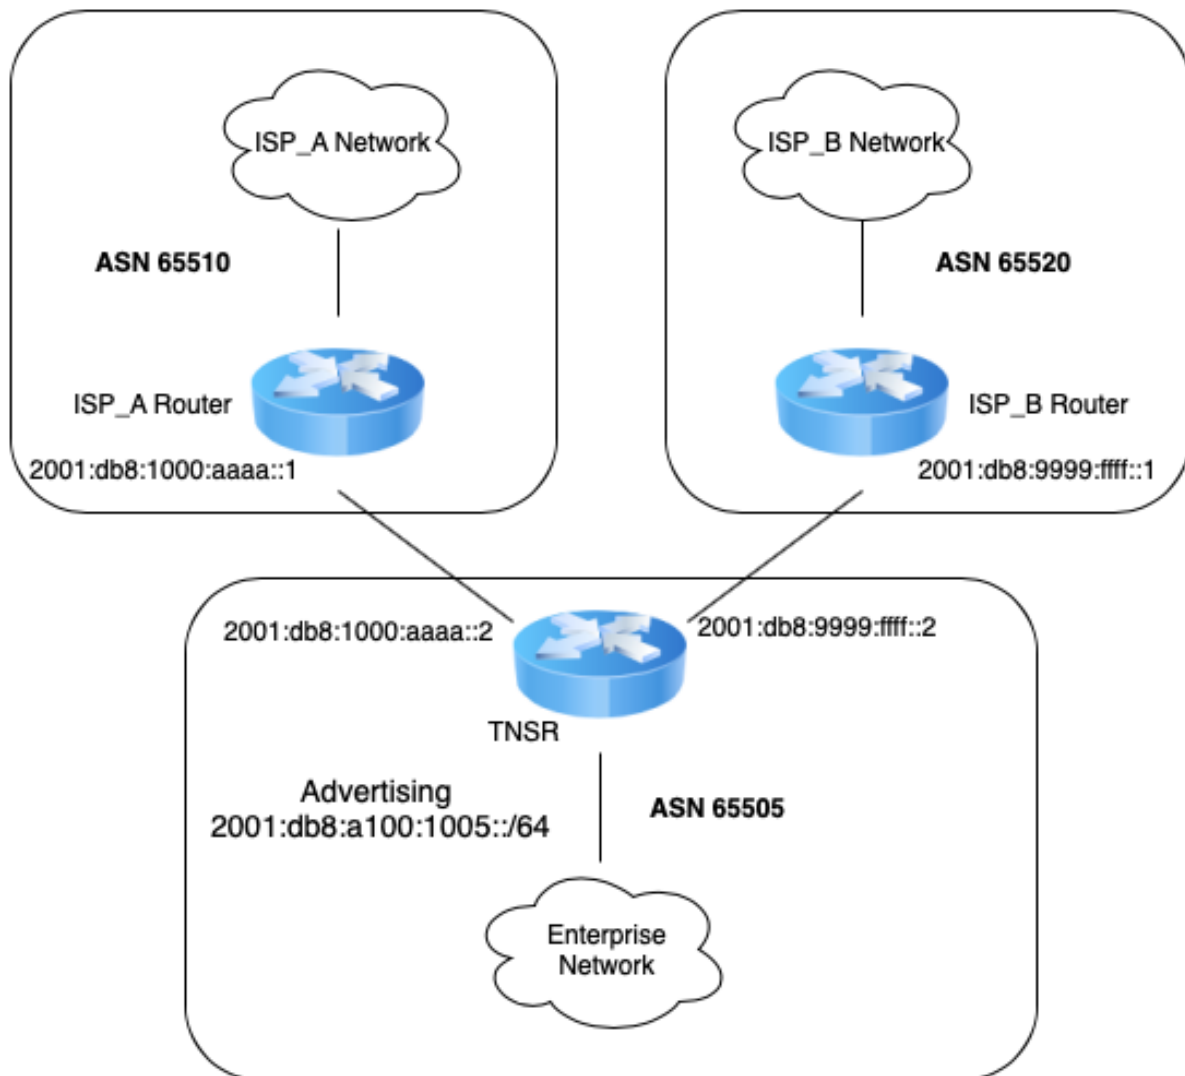 ISP_A Network
ASN 65510
ISP_A Router
2001:db8:1000:aaaa::1
ISP_B Network
ASN 65520
ISP_B Router
2001:db8:9999:ffff::1
2001:db8:1000:aaaa::2
2001:db8:9999:ffff::2
TNSR
Advertising
2001:db8:a100:1005::/64
ASN 65505
Enterprise
Network